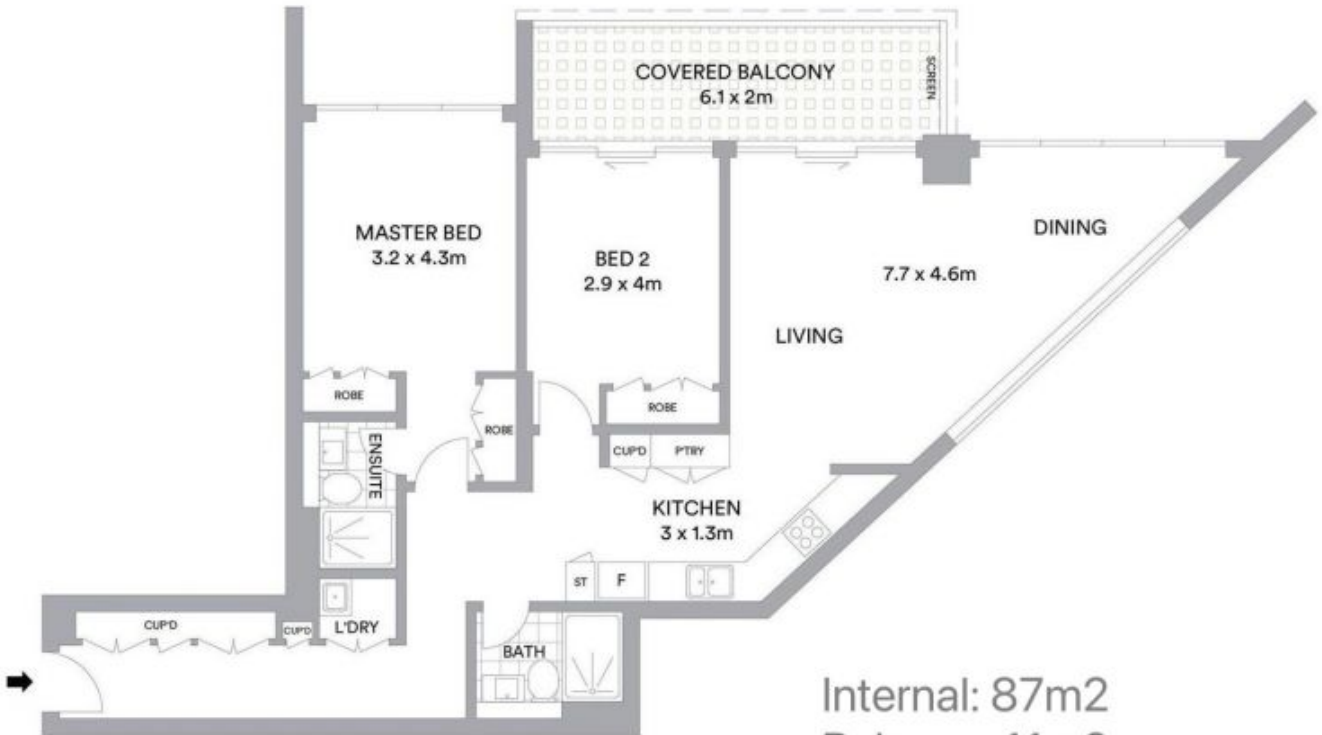 COVERED BALCONY
6.1 x 2m
SCREEN
MASTER BED
3.2 x 4.3m
BED 2
2.9 x 4m
DINING
7.7 x 4.6m
LIVING
ROBE
ROBE
ROBE
ENSUITE
CUP'D
P'TRY
KITCHEN
3 x 1.3m
ST
F
CUP'D
CUP'D
L'DRY
BATH
Internal: 87m2